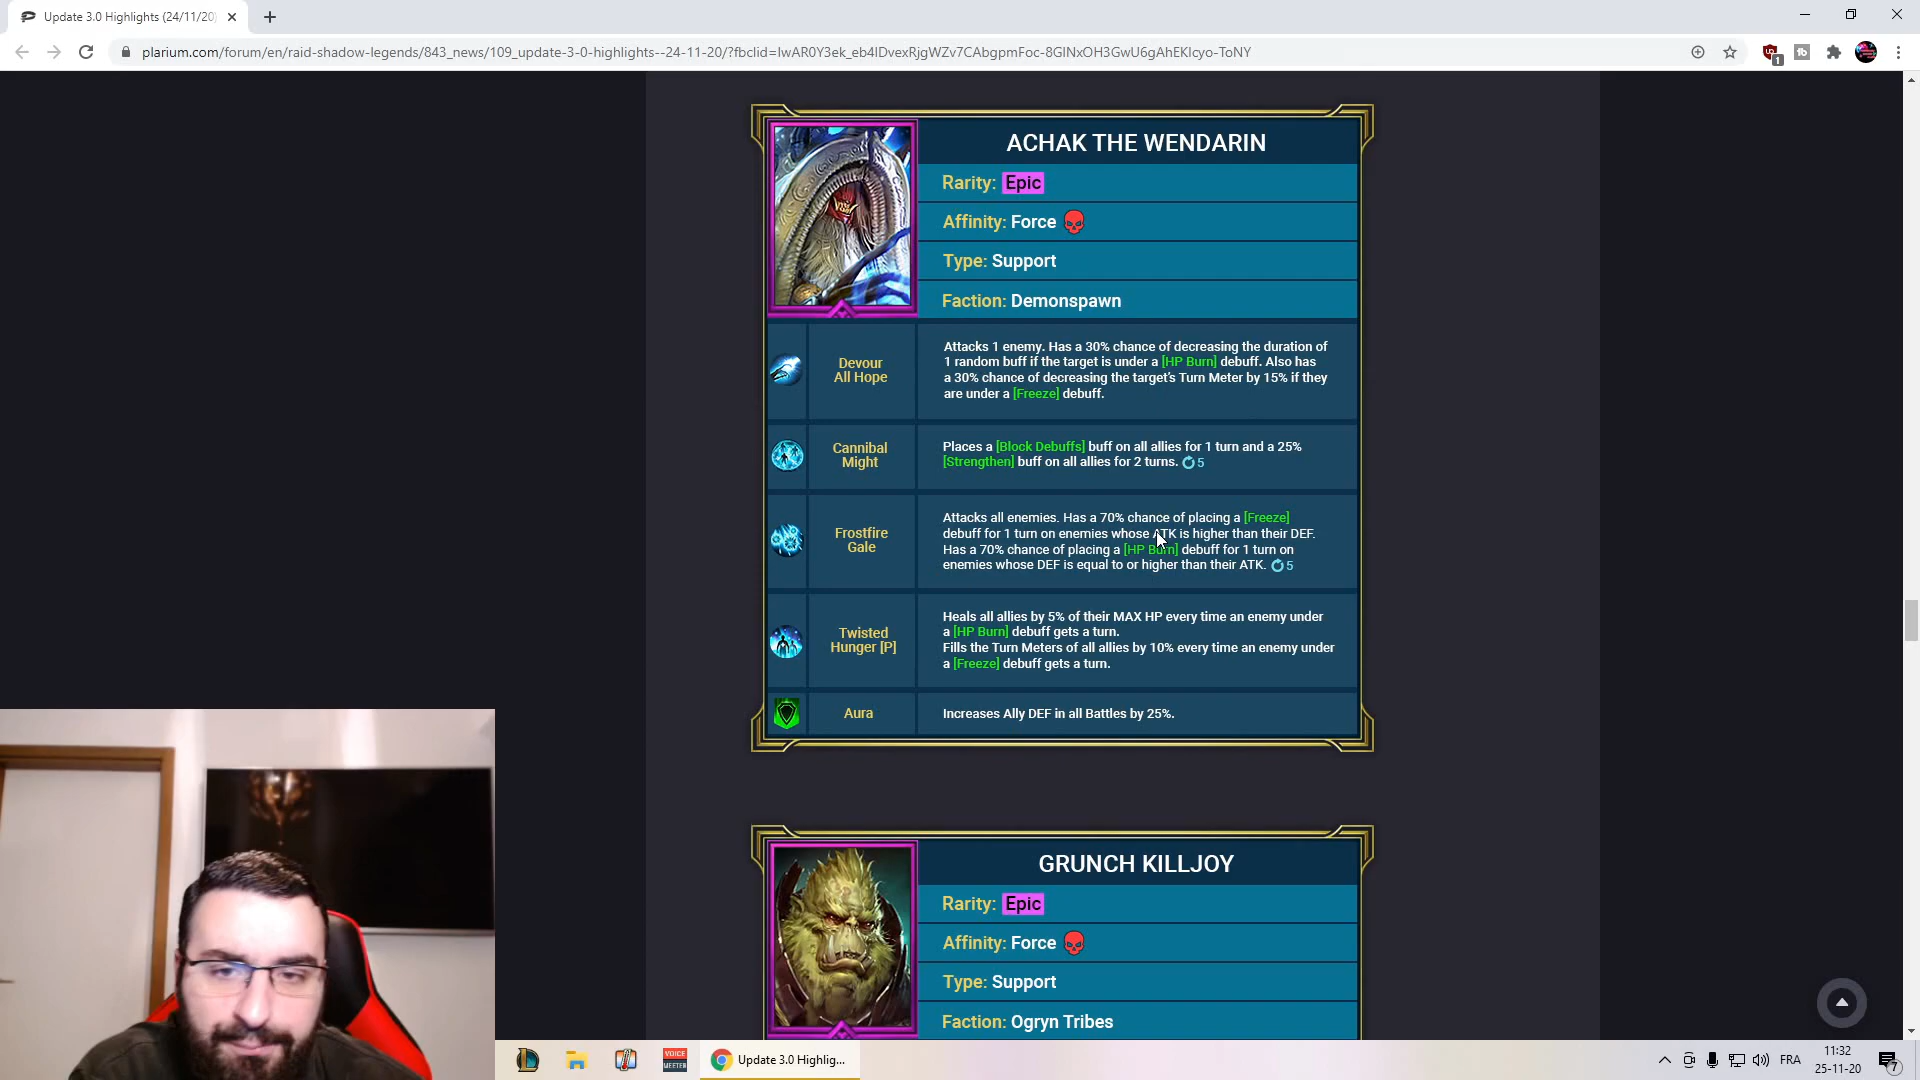 Update 3.0 Highlights (24/11/20)
plarium.com/forum/en/raid-shadow-legends/843_news/109_update-3-0-highlights--24-11-20/?fbclid=IwAR0Y3ek_eb4lDvexRjgWZv7CAbgpmFoc-8GlNxOH3GwU6gAhEKlcyo-ToNY
1
ACHAK THE WENDARIN
Rarity: Epic
Affinity: Force
Type: Support
Faction: Demonspawn
Devour
All Hope
Attacks 1 enemy. Has a 30% chance of decreasing the duration of
1 random buff if the target is under a [HP Burn] debuff. Also has
a 30% chance of decreasing the target's Turn Meter by 15% if they
are under a [Freeze] debuff.
Cannibal
Might
Places a [Block Debuffs] buff on all allies for 1 turn and a 25%
[Strengthen] buff on all allies for 2 turns. 5
Frostfire
Gale
Attacks all enemies. Has a 70% chance of placing a [Freeze]
debuff for 1 turn on enemies whose ATK is higher than their DEF.
Has a 70% chance of placing a [HP Burn] debuff for 1 turn on
enemies whose DEF is equal to or higher than their ATK. 5
Twisted
Hunger [P]
Heals all allies by 5% of their MAX HP every time an enemy under
a [HP Burn] debuff gets a turn.
Fills the Turn Meters of all allies by 10% every time an enemy under
a [Freeze] debuff gets a turn.
Aura
Increases Ally DEF in all Battles by 25%.
GRUNCH KILLJOY
Rarity: Epic
Affinity: Force
Type: Support
Faction: Ogryn Tribes
VOICE
MEETER
Update 3.0 Highlig...
FRA
11:32
25-11-20
7